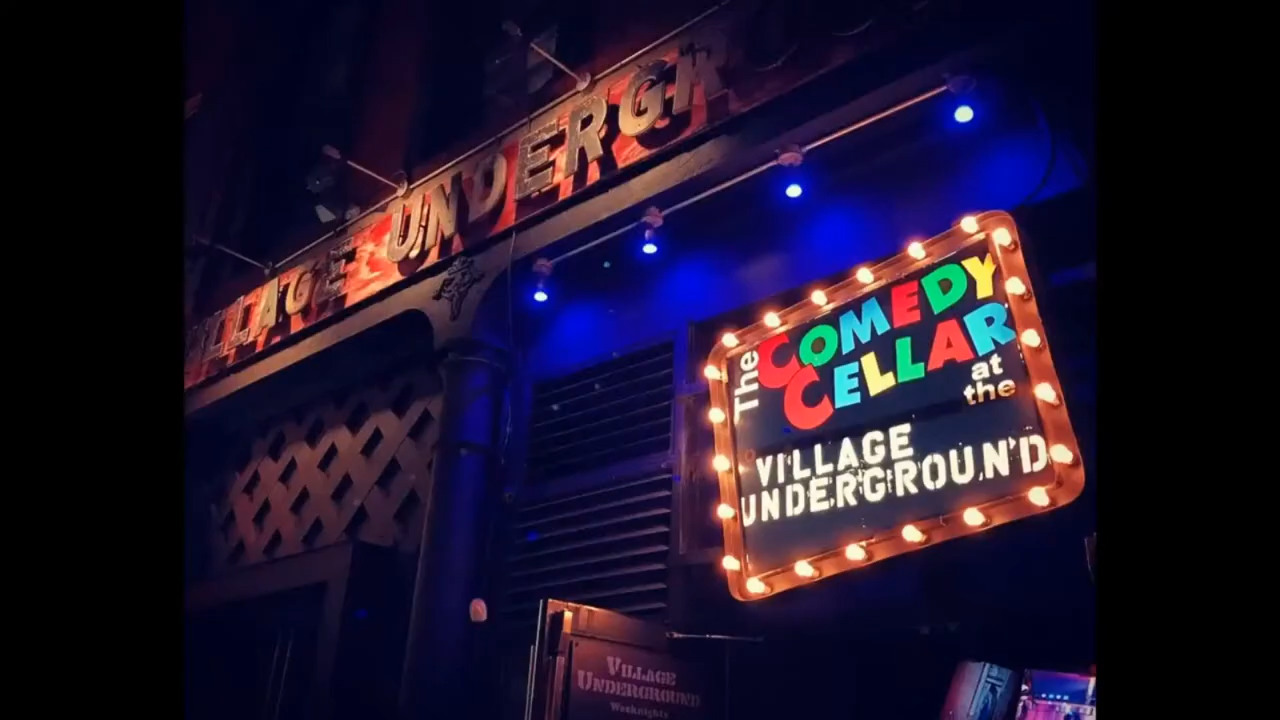 VILLAGE UNDERGR
The
COMEDY
CELLAR
at
the
VILLAGE
UNDERGROUND
VILLAGE
UNDERGROUND
Weeknights